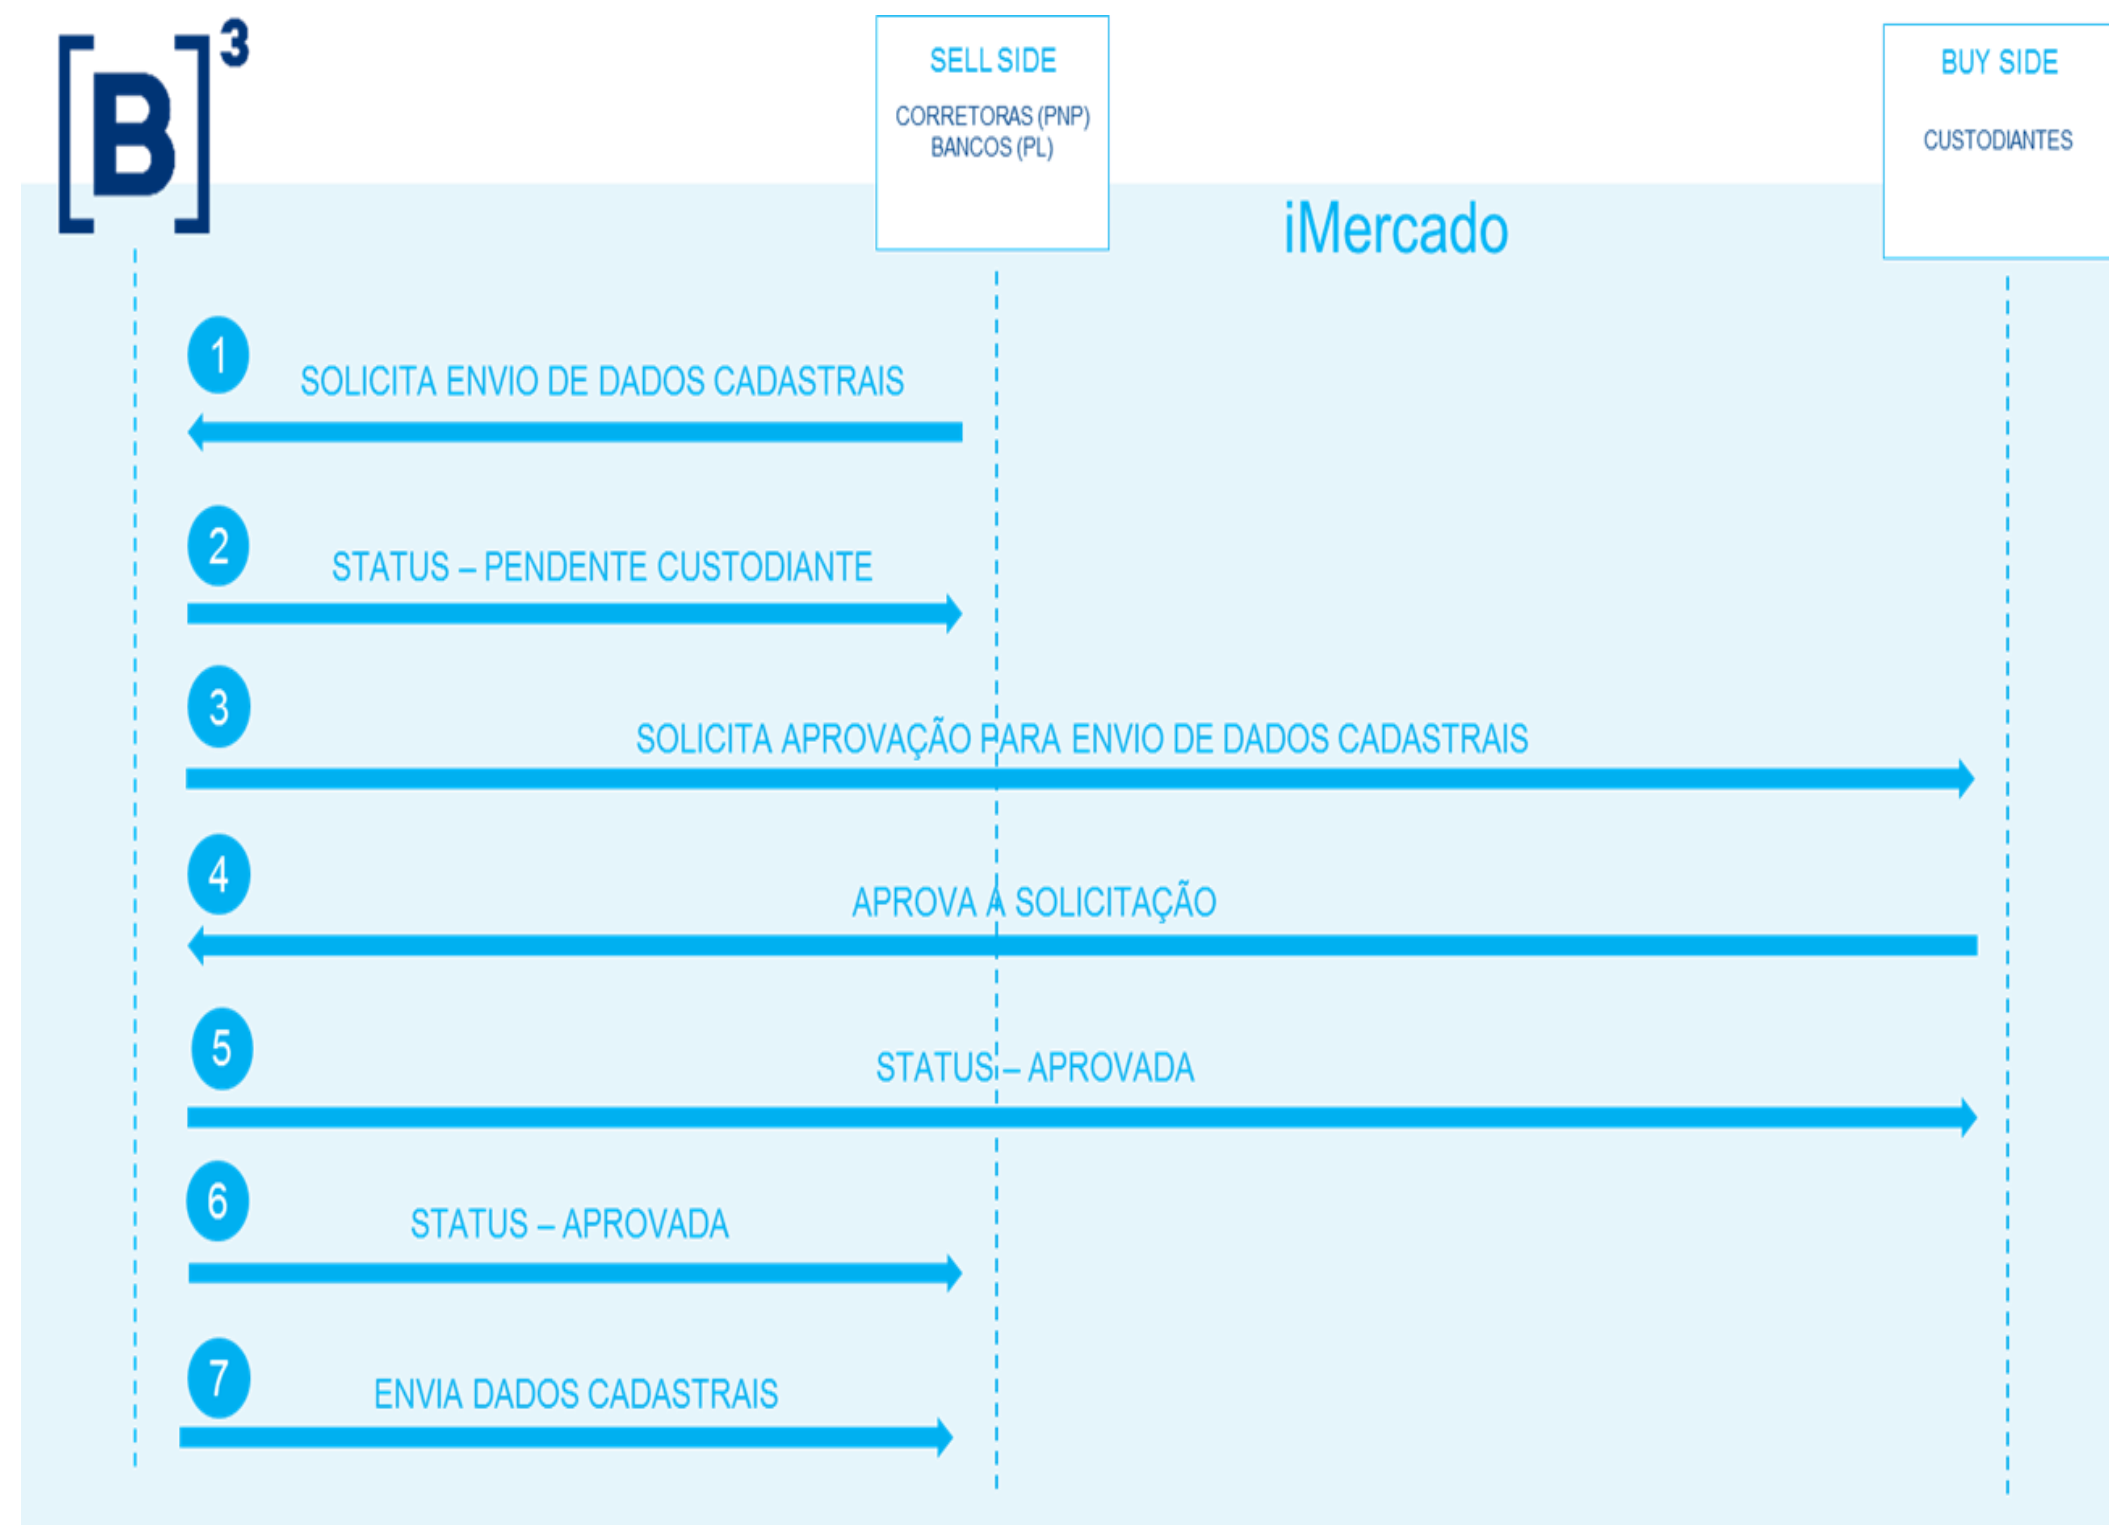 [B]³
SELL SIDE
CORRETORAS (PNP)
BANCOS (PL)
BUY SIDE
CUSTODIANTES
iMercado
1
SOLICITA ENVIO DE DADOS CADASTRAIS
2
STATUS – PENDENTE CUSTODIANTE
3
SOLICITA APROVAÇÃO PARA ENVIO DE DADOS CADASTRAIS
4
APROVA A SOLICITAÇÃO
5
STATUS – APROVADA
6
STATUS – APROVADA
7
ENVIA DADOS CADASTRAIS